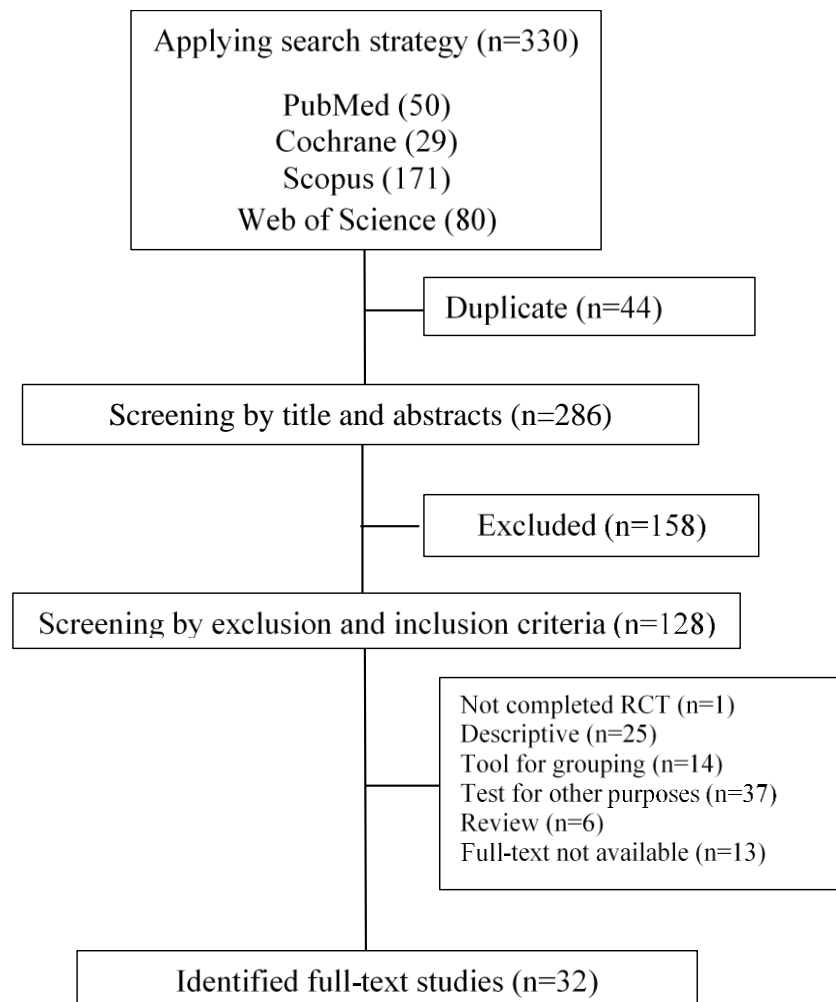 Applying search strategy (n=330)
PubMed (50)
Cochrane (29)
Scopus (171)
Web of Science (80)
Duplicate (n=44)
Screening by title and abstracts (n=286)
Excluded (n=158)
Screening by exclusion and inclusion criteria (n=128)
Not completed RCT (n=1)
Descriptive (n=25)
Tool for grouping (n=14)
Test for other purposes (n=37)
Review (n=6)
Full-text not available (n=13)
Identified full-text studies (n=32)